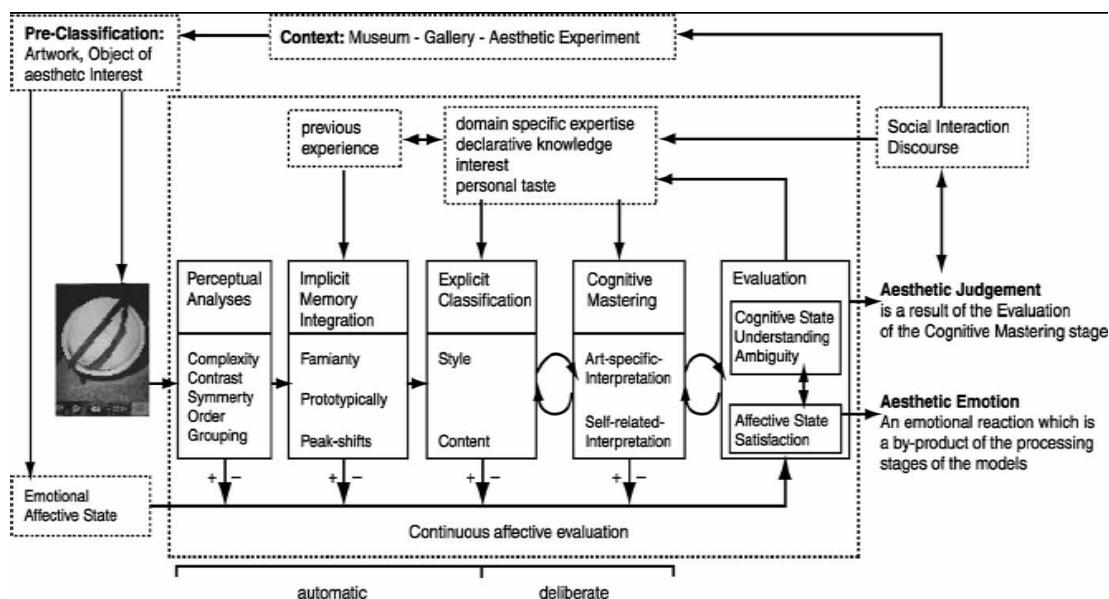 Pre-Classification:
Artwork, Object of
aesthetc Interest
Context: Museum - Gallery - Aesthetic Experiment
previous
experience
domain specific expertise
declarative knowledge
interest
personal taste
Social Interaction
Discourse
Perceptual
Analyses
Complexity
Contrast
Symmerty
Order
Grouping
Implicit
Memory
Integration
Famianty
Prototypically
Peak-shifts
Explicit
Classification
Style
Content
Cognitive
Mastering
Art-specific-
Interpretation
Self-related-
Interpretation
Evaluation
Cognitive State
Understanding
Ambiguity
Affective State
Satisfaction
Aesthetic Judgement
is a result of the Evaluation
of the Cognitive Mastering stage
Aesthetic Emotion
An emotional reaction which is
a by-product of the processing
stages of the models
+ −
+ −
+ −
+ −
Emotional
Affective State
Continuous affective evaluation
automatic
deliberate